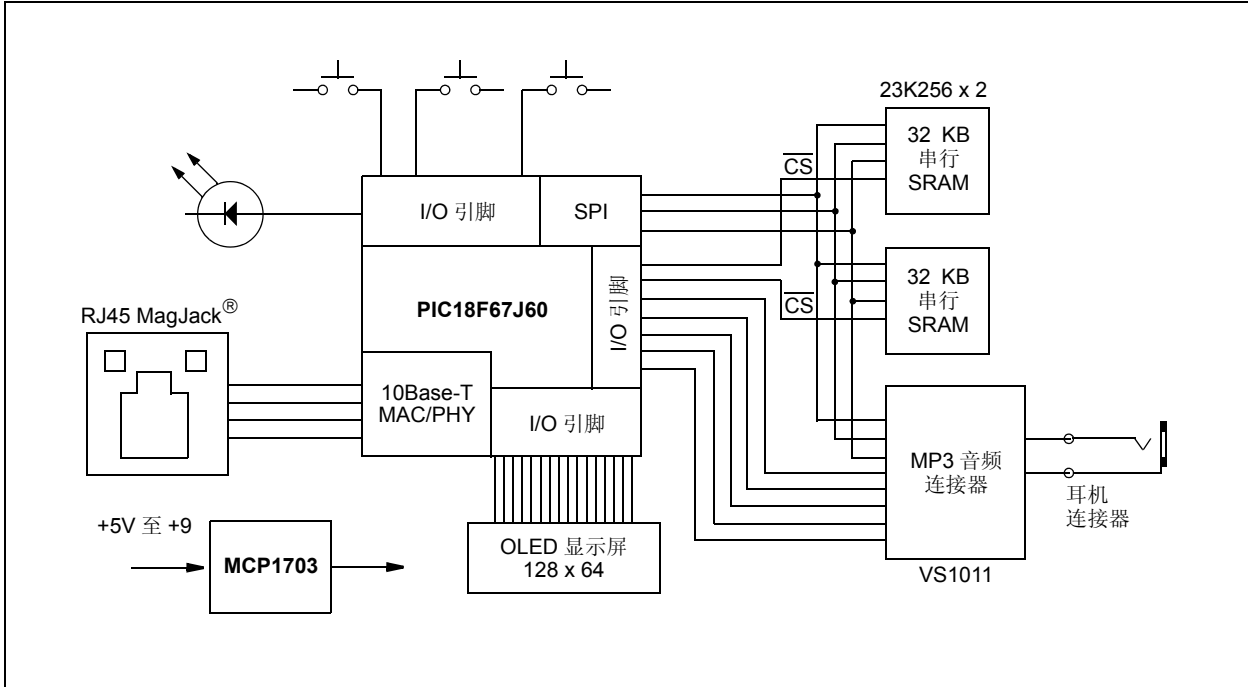 23K256 x 2
32 KB
串行
SRAM
CS
I/O 引脚
SPI
PIC18F67J60
I/O 引脚
CS
32 KB
串行
SRAM
RJ45 MagJack®
10Base-T
MAC/PHY
I/O 引脚
MP3 音频
连接器
耳机
连接器
VS1011
+5V 至 +9
MCP1703
OLED 显示屏
128 x 64